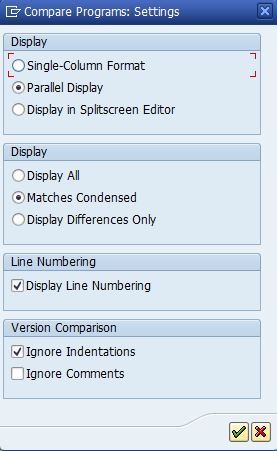 Compare Programs: Settings
Display
Single-Column Format
Parallel Display
Display in Splitscreen Editor
Display
Display All
Matches Condensed
Display Differences Only
Line Numbering
Display Line Numbering
Version Comparison
Ignore Indentations
Ignore Comments